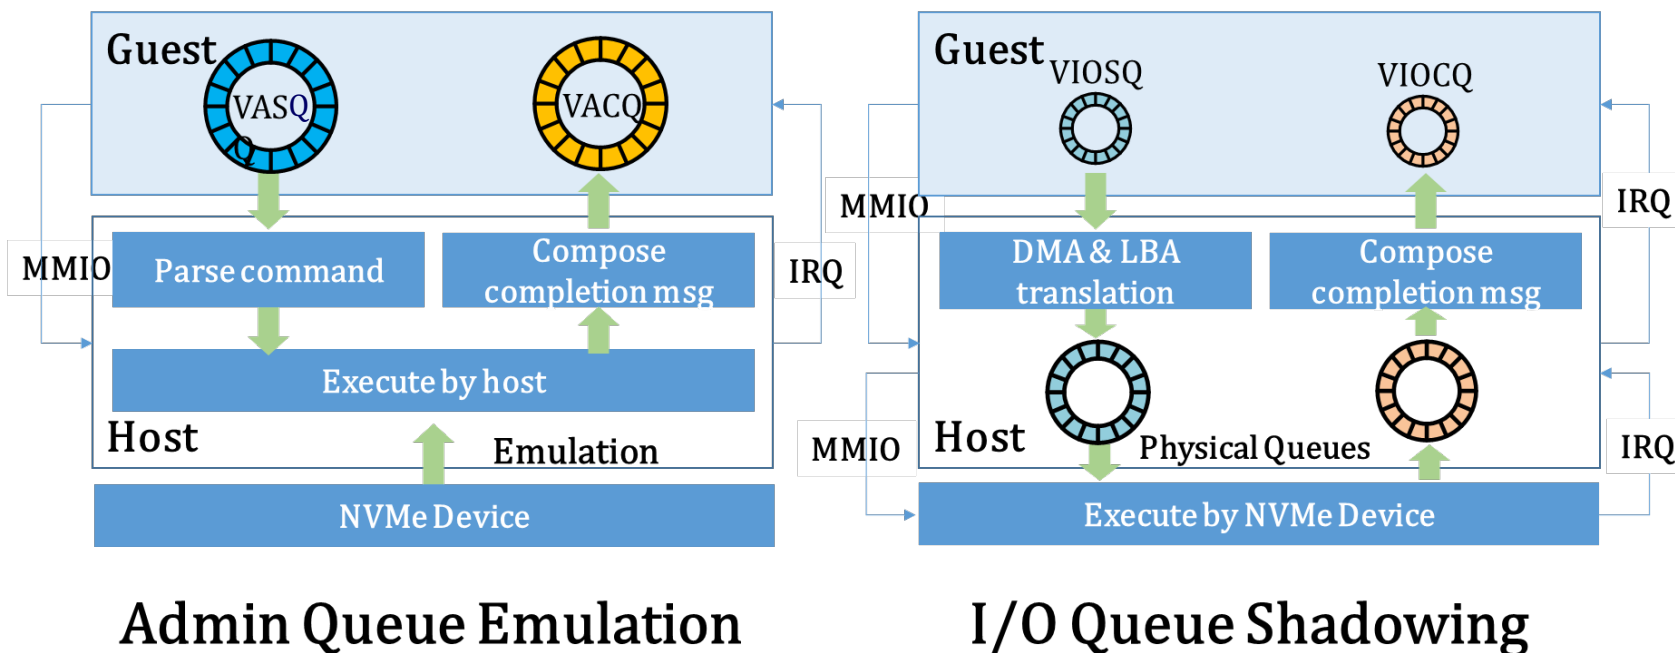 Guest
VASQ
Q
VACQ
MMIO
Parse command
Compose
completion msg
IRQ
Execute by host
Host
Emulation
NVMe Device
Admin Queue Emulation
Guest
VIOSQ
VIOCQ
MMIO
IRQ
DMA & LBA
translation
Compose
completion msg
MMIO
Host
Physical Queues
IRQ
Execute by NVMe Device
I/O Queue Shadowing